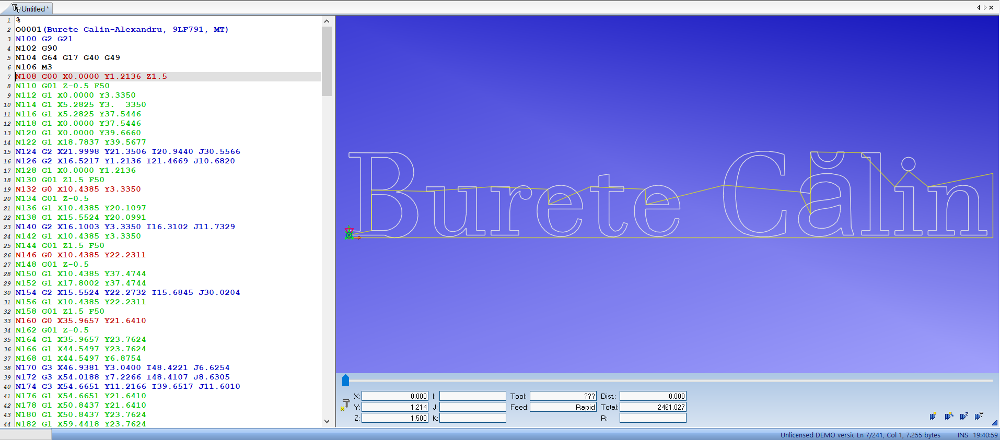 Untitled *
1 %
2 O0001(Burete Calin-Alexandru, 9LF791, MT)
3 N100 G2 G21
4 N102 G90
5 N104 G64 G17 G40 G49
6 N106 M3
7 N108 G00 X0.0000 Y1.2136 Z1.5
8 N110 G01 Z-0.5 F50
9 N112 G1 X0.0000 Y3.3350
10 N114 G1 X5.2825 Y3.  3350
11 N116 G1 X5.2825 Y37.5446
12 N118 G1 X0.0000 Y37.5446
13 N120 G1 X0.0000 Y39.6660
14 N122 G1 X18.7837 Y39.5677
15 N124 G2 X21.9998 Y21.3506 I20.9440 J30.5566
16 N126 G2 X16.5217 Y1.2136 I21.4669 J10.6820
17 N128 G1 X0.0000 Y1.2136
18 N130 G01 Z1.5 F50
19 N132 G0 X10.4385 Y3.3350
20 N134 G01 Z-0.5
21 N136 G1 X10.4385 Y20.1097
22 N138 G1 X15.5524 Y20.0991
23 N140 G2 X16.1003 Y3.3350 I16.3102 J11.7329
24 N142 G1 X10.4385 Y3.3350
25 N144 G01 Z1.5 F50
26 N146 G0 X10.4385 Y22.2311
27 N148 G01 Z-0.5
28 N150 G1 X10.4385 Y37.4744
29 N152 G1 X17.8002 Y37.4744
30 N154 G2 X15.5524 Y22.2732 I15.6845 J30.0204
31 N156 G1 X10.4385 Y22.2311
32 N158 G01 Z1.5 F50
33 N160 G0 X35.9657 Y21.6410
34 N162 G01 Z-0.5
35 N164 G1 X35.9657 Y23.7624
36 N166 G1 X44.5497 Y23.7624
37 N168 G1 X44.5497 Y6.8754
38 N170 G3 X46.9381 Y3.0400 I48.4221 J6.6254
39 N172 G3 X54.0188 Y7.2266 I48.4107 J8.6305
40 N174 G3 X54.6651 Y11.2166 I39.6517 J11.6010
41 N176 G1 X54.6651 Y21.6410
42 N178 G1 X50.8437 Y21.6410
43 N180 G1 X50.8437 Y23.7624
44 N182 G1 X59.4418 Y23.7624
Burete Călin
X: 0.000 I: Tool: ??? Dist.: 0.000
Y: 1.214 J: Feed: Rapid Total: 2461.027
Z: 1.500 K: R:
Unlicensed DEMO versic Ln 7/241, Col 1, 7.255 bytes INS 19:40:59